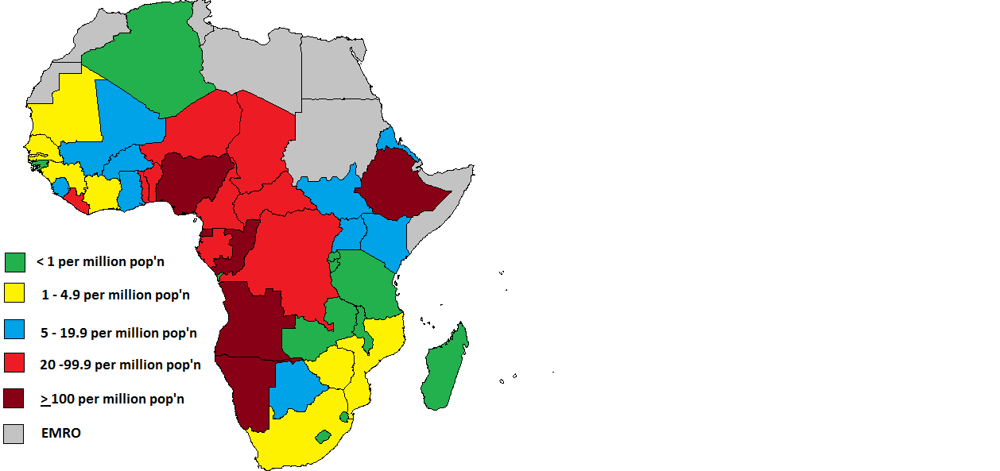 < 1 per million pop'n
1 - 4.9 per million pop'n
5 - 19.9 per million pop'n
20 -99.9 per million pop'n
> 100 per million pop'n
EMRO